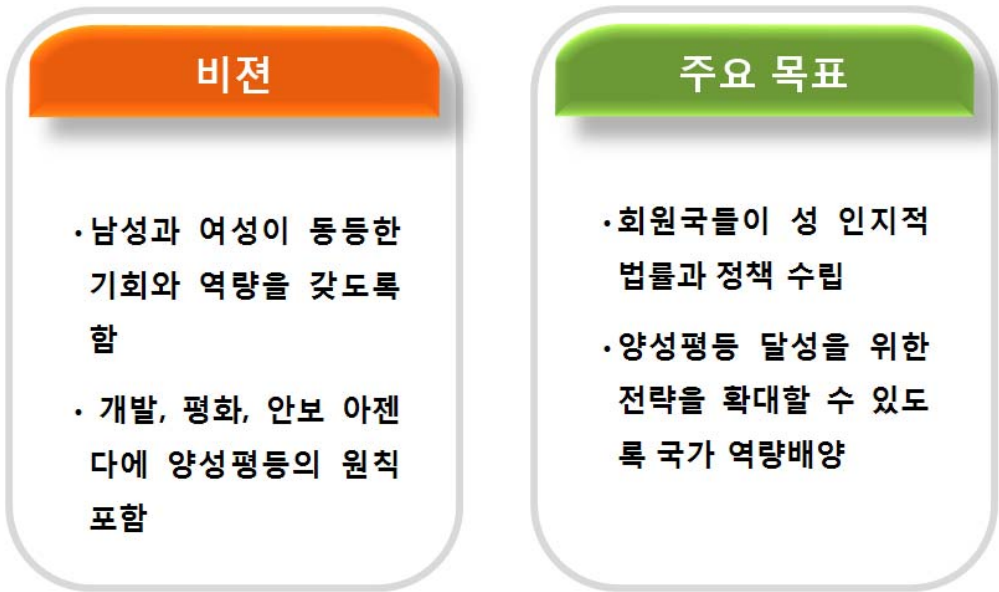 비젼
• 남성과 여성이 동등한
기회와 역량을 갖도록
함
• 개발, 평화, 안보 아젠
다에 양성평등의 원칙
포함
주요 목표
• 회원국들이 성 인지적
법률과 정책 수립
• 양성평등 달성을 위한
전략을 확대할 수 있도
록 국가 역량배양